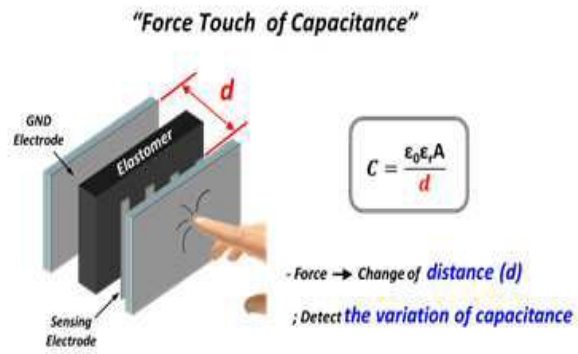 “Force Touch of Capacitance”
d
GND
Electrode
Elastomer
C = ε₀εᵣA / d
- Force → Change of distance (d)
; Detect the variation of capacitance
Sensing
Electrode